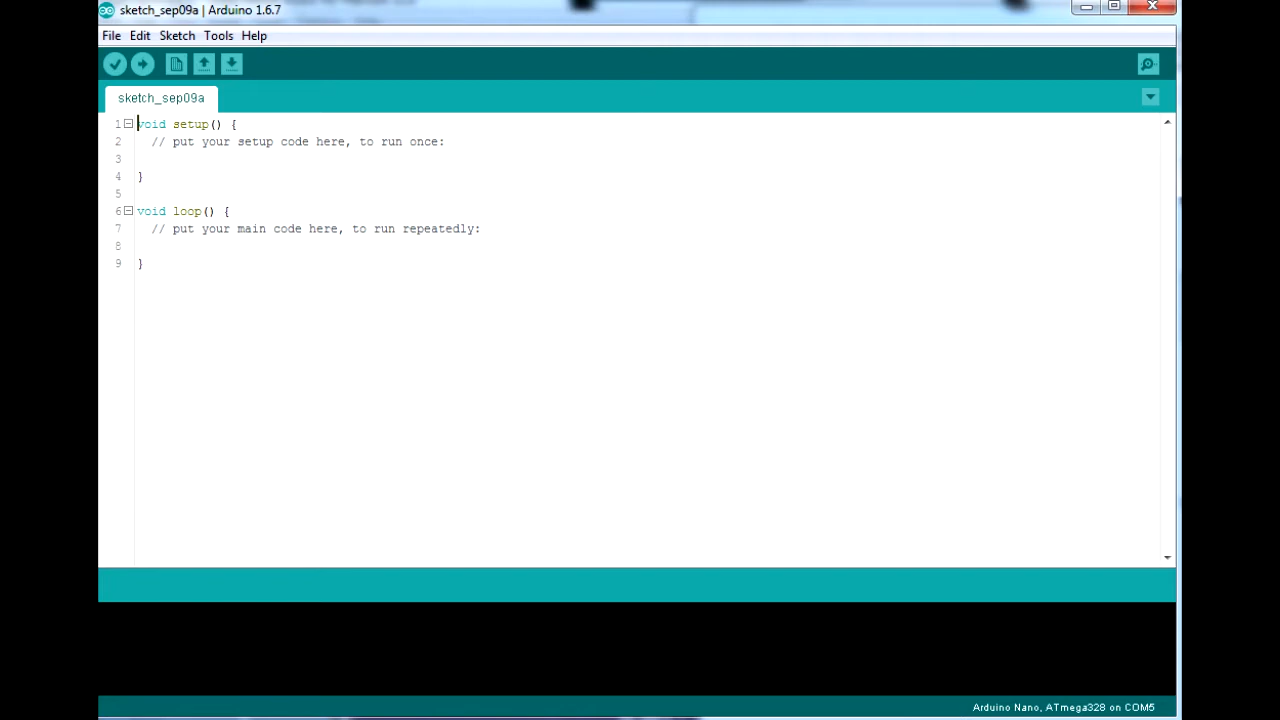 sketch_sep09a | Arduino 1.6.7
File Edit Sketch Tools Help
sketch_sep09a
1 void setup() {
2 // put your setup code here, to run once:
3
4 }
5
6 void loop() {
7 // put your main code here, to run repeatedly:
8
9 }
Arduino Nano, ATmega328 on COM5